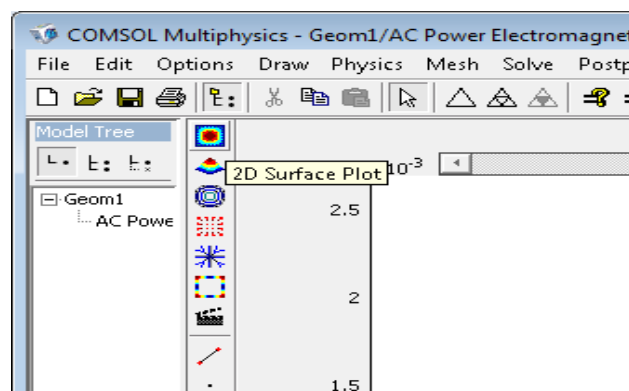 COMSOL Multiphysics - Geom1/AC Power Electromagnet
File Edit Options Draw Physics Mesh Solve Postp
Model Tree
2D Surface Plot
10-3
Geom1
AC Powe
2.5
2
1.5